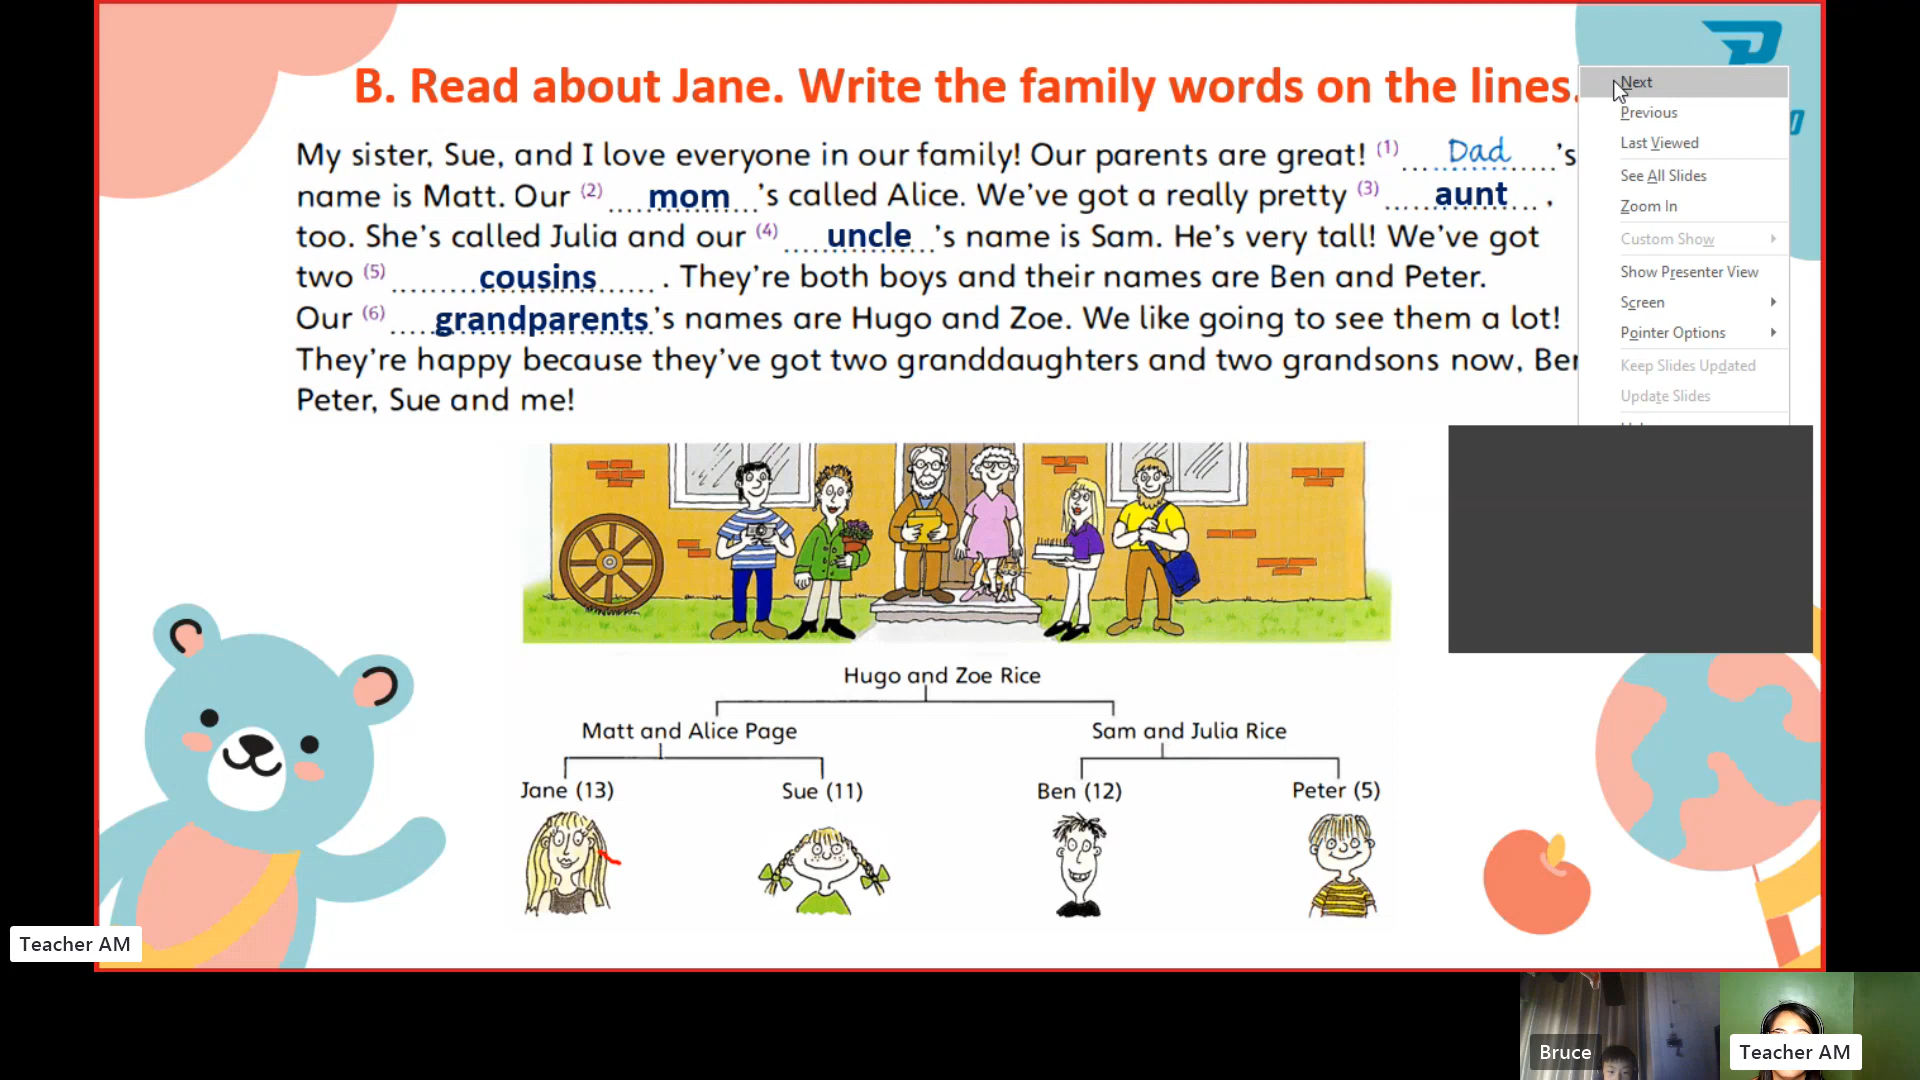 B. Read about Jane. Write the family words on the lines.
My sister, Sue, and I love everyone in our family! Our parents are great! (1) Dad 's
name is Matt. Our (2) mom 's called Alice. We've got a really pretty (3) aunt ,
too. She's called Julia and our (4) uncle 's name is Sam. He's very tall! We've got
two (5) cousins . They're both boys and their names are Ben and Peter.
Our (6) grandparents 's names are Hugo and Zoe. We like going to see them a lot!
They're happy because they've got two granddaughters and two grandsons now,
Peter, Sue and me!
Next
Previous
Last Viewed
See All Slides
Zoom In
Custom Show
Show Presenter View
Screen
Pointer Options
Keep Slides Updated
Update Slides
Hugo and Zoe Rice
Matt and Alice Page
Sam and Julia Rice
Jane (13)
Sue (11)
Ben (12)
Peter (5)
Teacher AM
Bruce
Teacher AM